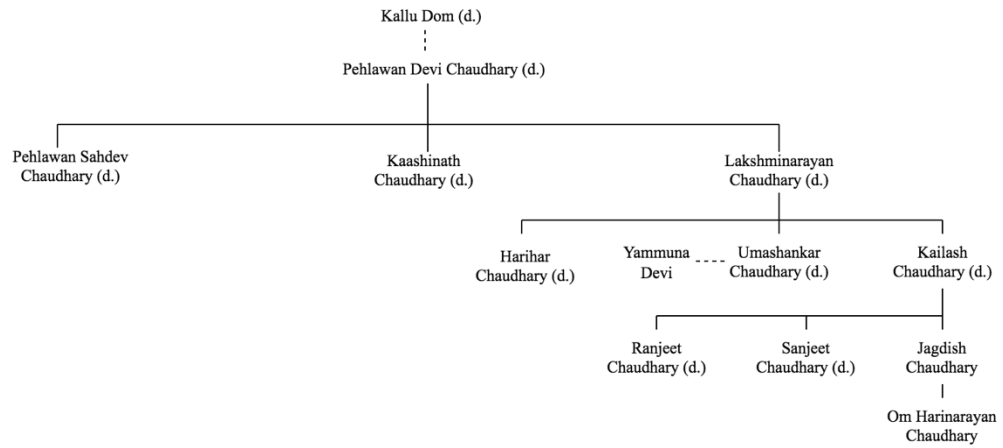 Kallu Dom (d.)
Pehlawan Devi Chaudhary (d.)
Pehlawan Sahdev
Chaudhary (d.)
Kaashinath
Chaudhary (d.)
Lakshminarayan
Chaudhary (d.)
Harihar
Chaudhary (d.)
Yammuna
Devi
Umashankar
Chaudhary (d.)
Kailash
Chaudhary (d.)
Ranjeet
Chaudhary (d.)
Sanjeet
Chaudhary (d.)
Jagdish
Chaudhary
Om Harinarayan
Chaudhary